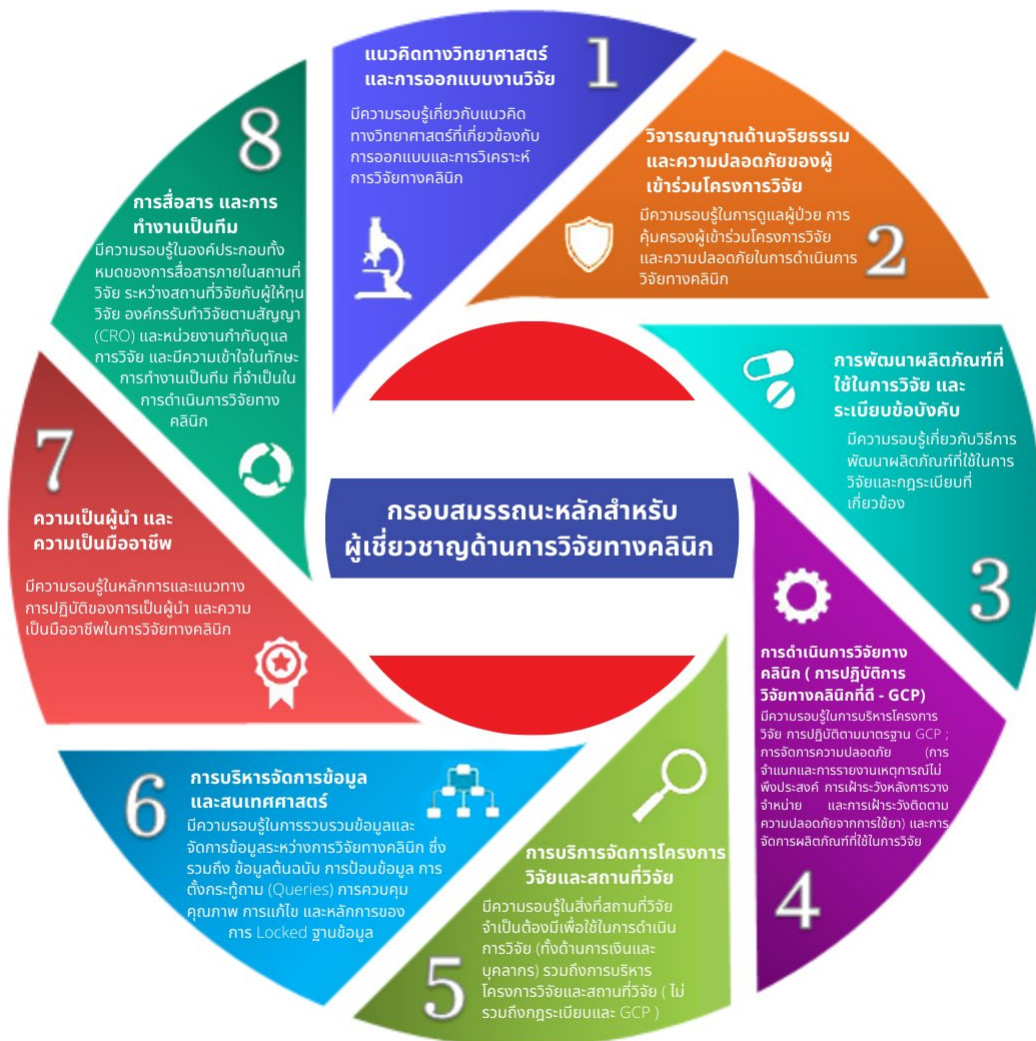 1
แนวคิดทางวิทยาศาสตร์
และการออกแบบงานวิจัย
มีความรอบรู้เกี่ยวกับแนวคิด
ทางวิทยาศาสตร์ที่เกี่ยวข้องกับ
การออกแบบและการวิเคราะห์
การวิจัยทางคลินิก
2
วิจารณญาณด้านจริยธรรม
และความปลอดภัยของผู้
เข้าร่วมโครงการวิจัย
มีความรอบรู้ในการดูแลผู้ป่วย การ
คุ้มครองผู้เข้าร่วมโครงการวิจัย
และความปลอดภัยในการดำเนินการ
วิจัยทางคลินิก
3
การพัฒนาผลิตภัณฑ์ที่
ใช้ในการวิจัย และ
ระเบียบข้อบังคับ
มีความรอบรู้เกี่ยวกับวิธีการ
พัฒนาผลิตภัณฑ์ที่ใช้ในการ
วิจัยและกฎระเบียบที่
เกี่ยวข้อง
4
การดำเนินการวิจัยทาง
คลินิก ( การปฏิบัติการ
วิจัยทางคลินิกที่ดี - GCP)
มีความรอบรู้ในการบริหารโครงการ
วิจัย การปฏิบัติตามมาตรฐาน GCP ;
การจัดการความปลอดภัย (การ
จำแนกและการรายงานเหตุการณ์ไม่
พึงประสงค์ การเฝ้าระวังหลังการวาง
จำหน่าย และการเฝ้าระวังติดตาม
ความปลอดภัยจากการใช้ยา) และการ
จัดการผลิตภัณฑ์ที่ใช้ในการวิจัย
5
การบริการจัดการโครงการ
วิจัยและสถานที่วิจัย
มีความรอบรู้ในสิ่งที่สถานที่วิจัย
จำเป็นต้องมีเพื่อใช้ในการดำเนิน
การวิจัย (ทั้งด้านการเงินและ
บุคลากร) รวมถึงการบริหาร
โครงการวิจัยและสถานที่วิจัย ( ไม่
รวมถึงกฎระเบียบและ GCP )
6
การบริหารจัดการข้อมูล
และสนเทศศาสตร์
มีความรอบรู้ในการรวบรวมข้อมูลและ
จัดการข้อมูลระหว่างการวิจัยทางคลินิก ซึ่ง
รวมถึง ข้อมูลต้นฉบับ การป้อนข้อมูล การ
ตั้งกระทู้ถาม (Queries) การควบคุม
คุณภาพ การแก้ไข และหลักการของ
การ Locked ฐานข้อมูล
7
ความเป็นผู้นำ และ
ความเป็นมืออาชีพ
มีความรอบรู้ในหลักการและแนวทาง
การปฏิบัติของการเป็นผู้นำ และความ
เป็นมืออาชีพในการวิจัยทางคลินิก
8
การสื่อสาร และการ
ทำงานเป็นทีม
มีความรอบรู้ในองค์ประกอบทั้ง
หมดของการสื่อสารภายในสถานที่
วิจัย ระหว่างสถานที่วิจัยกับผู้ให้ทุน
วิจัย องค์กรรับทำวิจัยตามสัญญา
(CRO) และหน่วยงานกำกับดูแล
การวิจัย และมีความเข้าใจในทักษะ
การทำงานเป็นทีม ที่จำเป็นใน
การดำเนินการวิจัยทาง
คลินิก
กรอบสมรรถนะหลักสำหรับ
ผู้เชี่ยวชาญด้านการวิจัยทางคลินิก